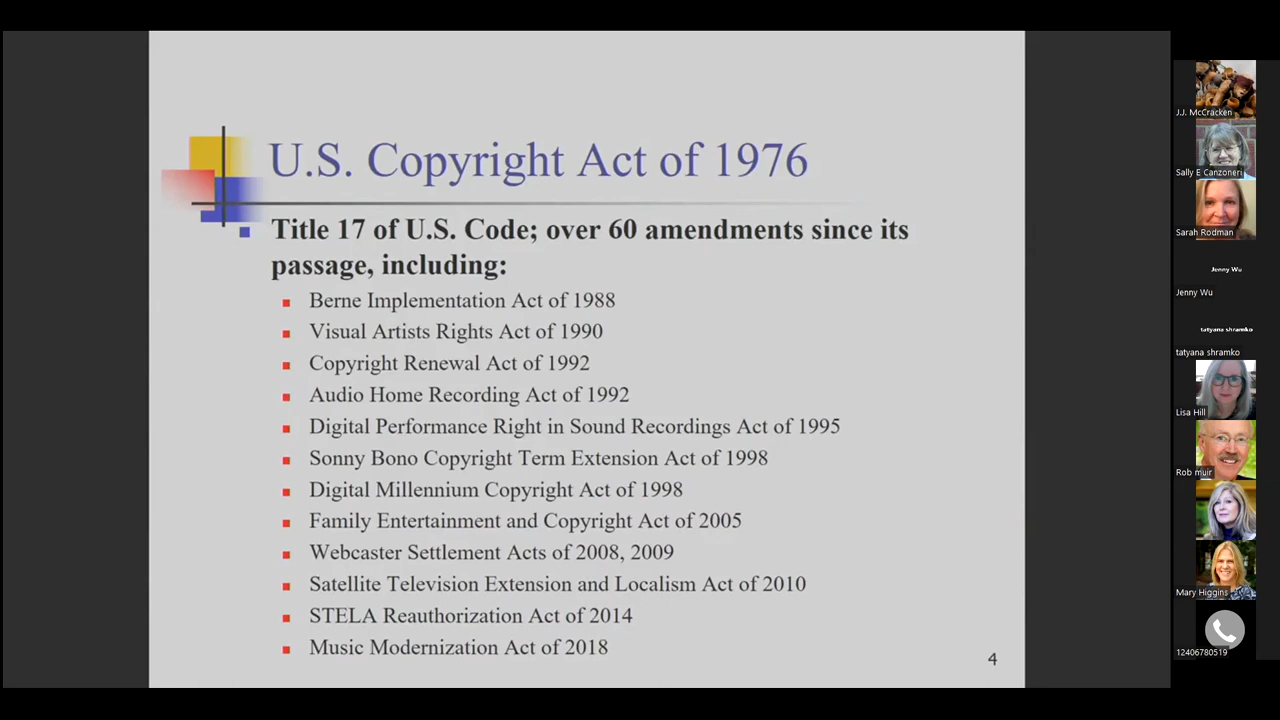 U.S. Copyright Act of 1976
Title 17 of U.S. Code; over 60 amendments since its
passage, including:
Berne Implementation Act of 1988
Visual Artists Rights Act of 1990
Copyright Renewal Act of 1992
Audio Home Recording Act of 1992
Digital Performance Right in Sound Recordings Act of 1995
Sonny Bono Copyright Term Extension Act of 1998
Digital Millennium Copyright Act of 1998
Family Entertainment and Copyright Act of 2005
Webcaster Settlement Acts of 2008, 2009
Satellite Television Extension and Localism Act of 2010
STELA Reauthorization Act of 2014
Music Modernization Act of 2018
4
J.J. McCracken
Sally E Canzoneri
Sarah Rodman
Jenny Wu
Jenny Wu
tatyana shramko
tatyana shramko
Lisa Hill
Rob muir
Mary Higgins
12406780519